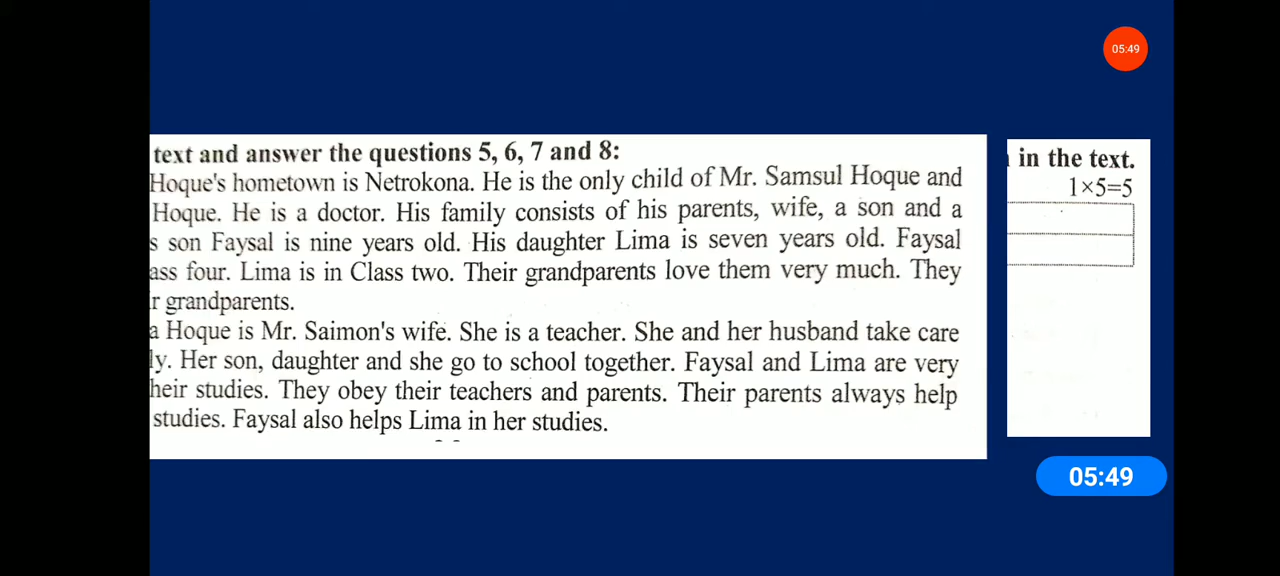 05:49
text and answer the questions 5, 6, 7 and 8:
Hoque's hometown is Netrokona. He is the only child of Mr. Samsul Hoque and
Hoque. He is a doctor. His family consists of his parents, wife, a son and a
s son Faysal is nine years old. His daughter Lima is seven years old. Faysal
ass four. Lima is in Class two. Their grandparents love them very much. They
r grandparents.
a Hoque is Mr. Saimon's wife. She is a teacher. She and her husband take care
ly. Her son, daughter and she go to school together. Faysal and Lima are very
heir studies. They obey their teachers and parents. Their parents always help
studies. Faysal also helps Lima in her studies.
in the text.
1×5=5
05:49